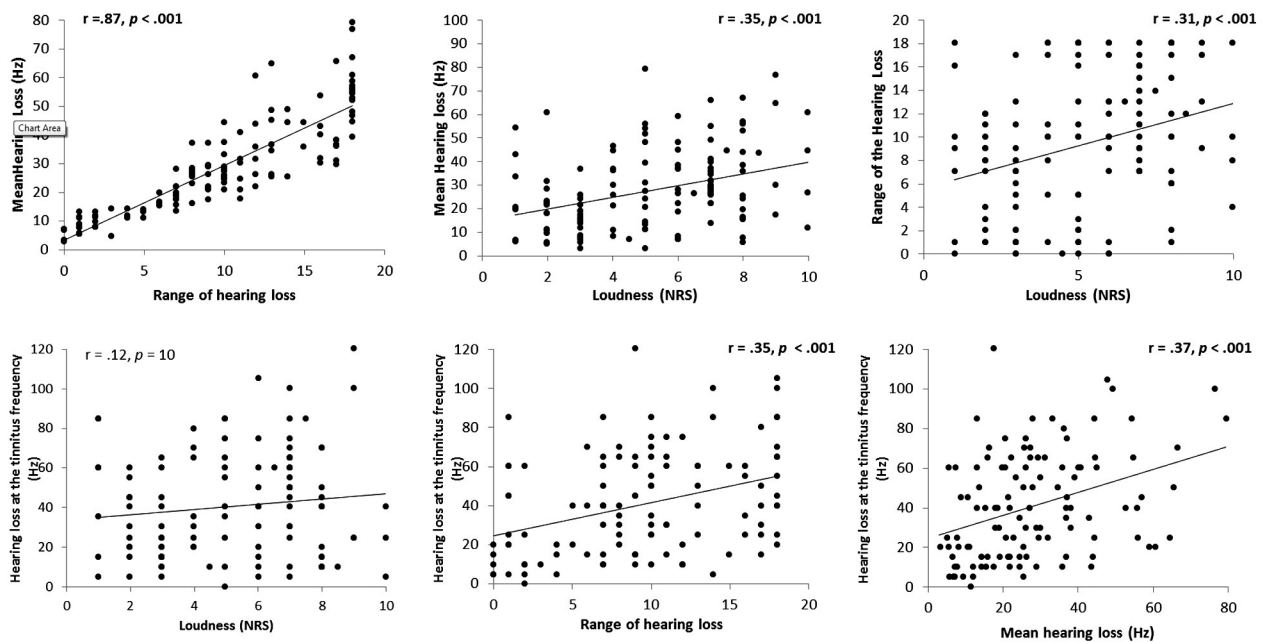 r =.87, p < .001
MeanHearing Loss (Hz)
Chart Area
80
70
60
50
40
30
20
10
0
0 5 10 15 20
Range of hearing loss
r = .35, p < .001
Mean Hearing Loss (Hz)
100
90
80
70
60
50
40
30
20
10
0
0 2 4 6 8 10
Loudness (NRS)
r = .31, p < .001
Range of the Hearing Loss
20
18
16
14
12
10
8
6
4
2
0
0 5 10
Loudness (NRS)
r = .12, p = 10
Hearing loss at the tinnitus frequency
(Hz)
120
100
80
60
40
20
0
0 2 4 6 8 10
Loudness (NRS)
r = .35, p < .001
Hearing loss at the tinnitus frequency
(Hz)
120
100
80
60
40
20
0
0 5 10 15 20
Range of hearing loss
r = .37, p < .001
Hearing loss at the tinnitus frequency
(Hz)
120
100
80
60
40
20
0
0 20 40 60 80
Mean hearing loss (Hz)